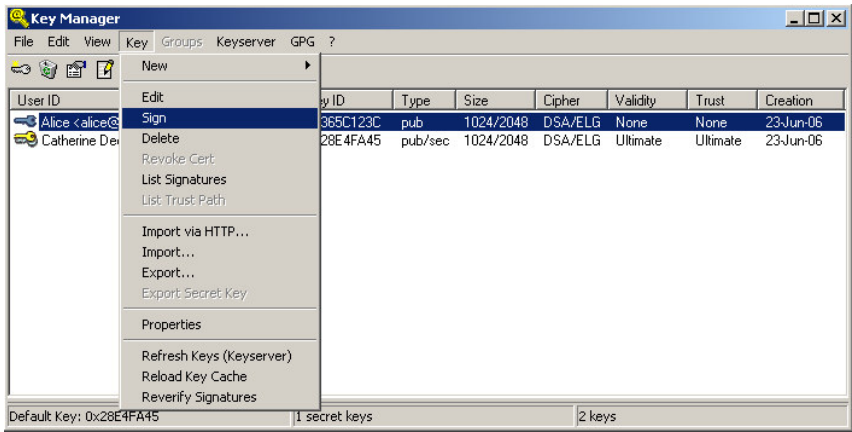 Key Manager
File Edit View Key Groups Keyserver GPG ?
New
User ID ey ID Type Size Cipher Validity Trust Creation
Edit
Sign
Alice <alice@ 365C123C pub 1024/2048 DSA/ELG None None 23-Jun-06
Delete
Catherine De 28E4FA45 pub/sec 1024/2048 DSA/ELG Ultimate Ultimate 23-Jun-06
Revoke Cert
List Signatures
List Trust Path
Import via HTTP...
Import...
Export...
Export Secret Key
Properties
Refresh Keys (Keyserver)
Reload Key Cache
Reverify Signatures
Default Key: 0x28E4FA45 1 secret keys 2 keys